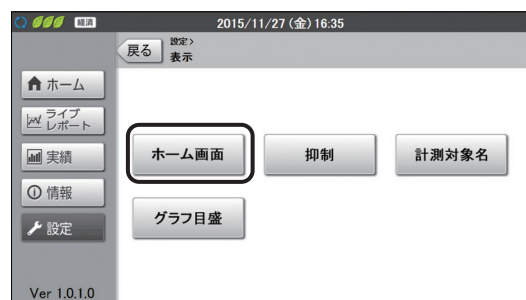 経済
2015/11/27 (金) 16:35
戻る
設定>
表示
ホーム
ライブ
レポート
実績
情報
設定
Ver 1.0.1.0
ホーム画面
抑制
計測対象名
グラフ目盛